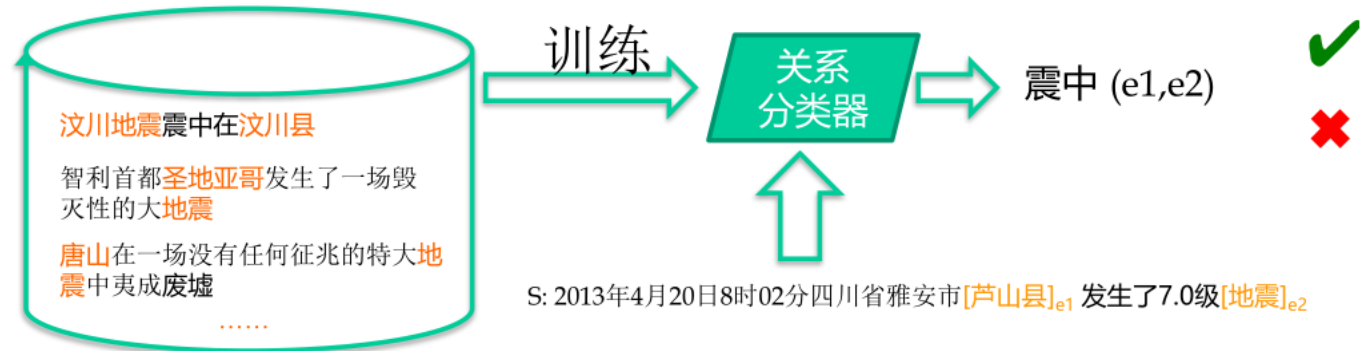 汶川地震震中在汶川县
智利首都圣地亚哥发生了一场毁
灭性的大地震
唐山在一场没有任何征兆的特大地
震中夷成废墟
……
训练
关系
分类器
震中 (e1,e2)
S: 2013年4月20日8时02分四川省雅安市[芦山县]e1 发生了7.0级[地震]e2